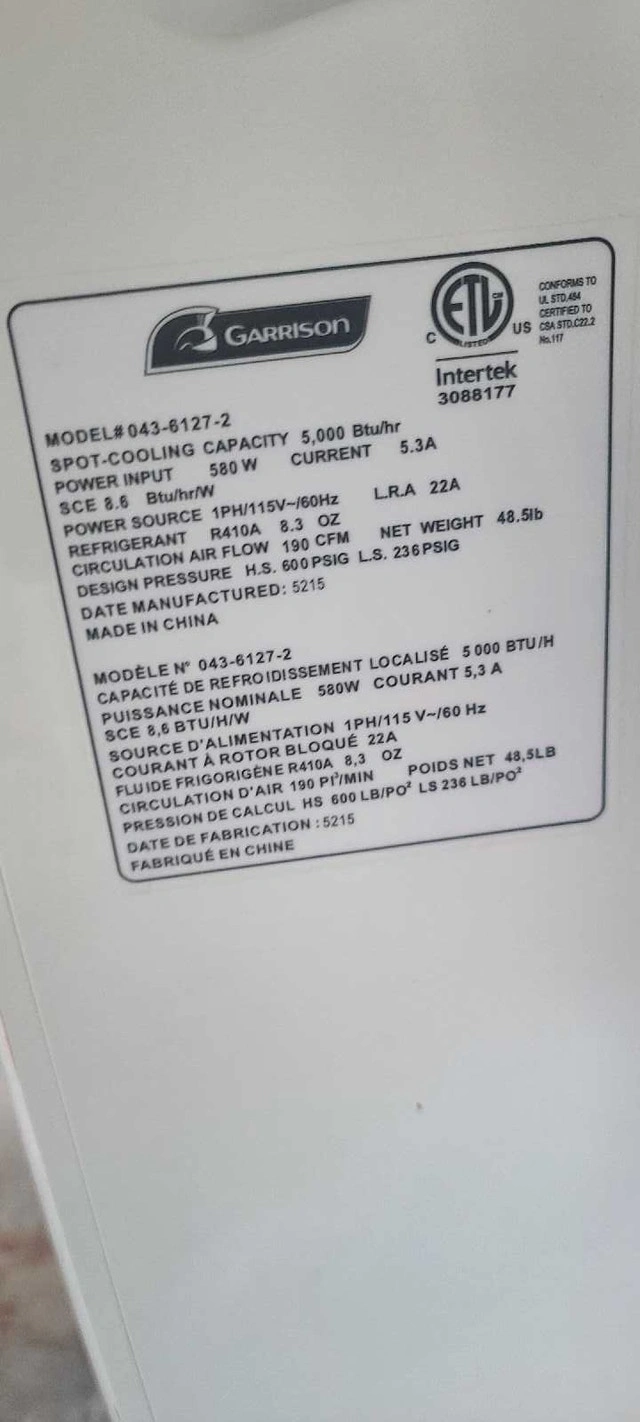 GARRISON
C ETL CM LISTED US
CONFORMS TO
UL STD.484
CERTIFIED TO
CSA STD.C22.2
No.117
Intertek
3088177
MODEL# 043-6127-2
SPOT-COOLING CAPACITY 5,000 Btu/hr
POWER INPUT 580 W CURRENT 5.3A
SCE 8.6 Btu/hr/W
POWER SOURCE 1PH/115V~/60Hz L.R.A 22A
REFRIGERANT R410A 8.3 OZ
CIRCULATION AIR FLOW 190 CFM NET WEIGHT 48.5lb
DESIGN PRESSURE H.S. 600 PSIG L.S. 236 PSIG
DATE MANUFACTURED: 5215
MADE IN CHINA
MODÈLE N° 043-6127-2
CAPACITÉ DE REFROIDISSEMENT LOCALISÉ 5 000 BTU/H
PUISSANCE NOMINALE 580W COURANT 5,3 A
SCE 8,6 BTU/H/W
SOURCE D'ALIMENTATION 1PH/115 V~/60 Hz
COURANT À ROTOR BLOQUÉ 22A
FLUIDE FRIGORIGÈNE R410A 8,3 OZ
CIRCULATION D'AIR 190 PI³/MIN POIDS NET 48,5LB
PRESSION DE CALCUL HS 600 LB/PO² LS 236 LB/PO²
DATE DE FABRICATION : 5215
FABRIQUÉ EN CHINE